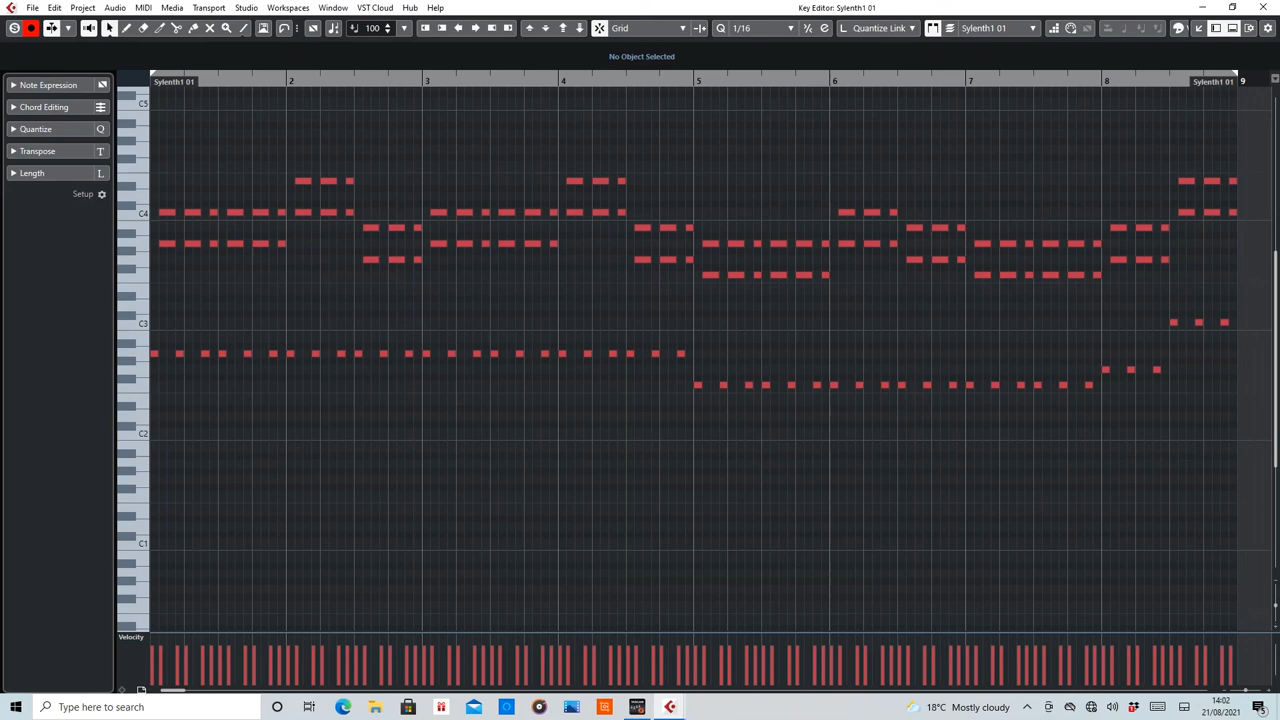 File Edit Project Audio MIDI Media Transport Studio Workspaces Window VST Cloud Hub Help
Key Editor: Sylenth1 01
S 100 Grid Q 1/16 Quantize Link Sylenth1 01
No Object Selected
Note Expression
Chord Editing
Quantize Q
Transpose T
Length L
Setup
Sylenth1 01 2 3 4 5 6 7 8 Sylenth1 01 9
C5
C4
C3
C2
C1
Velocity
Type here to search
18°C Mostly cloudy
14:02
21/08/2021